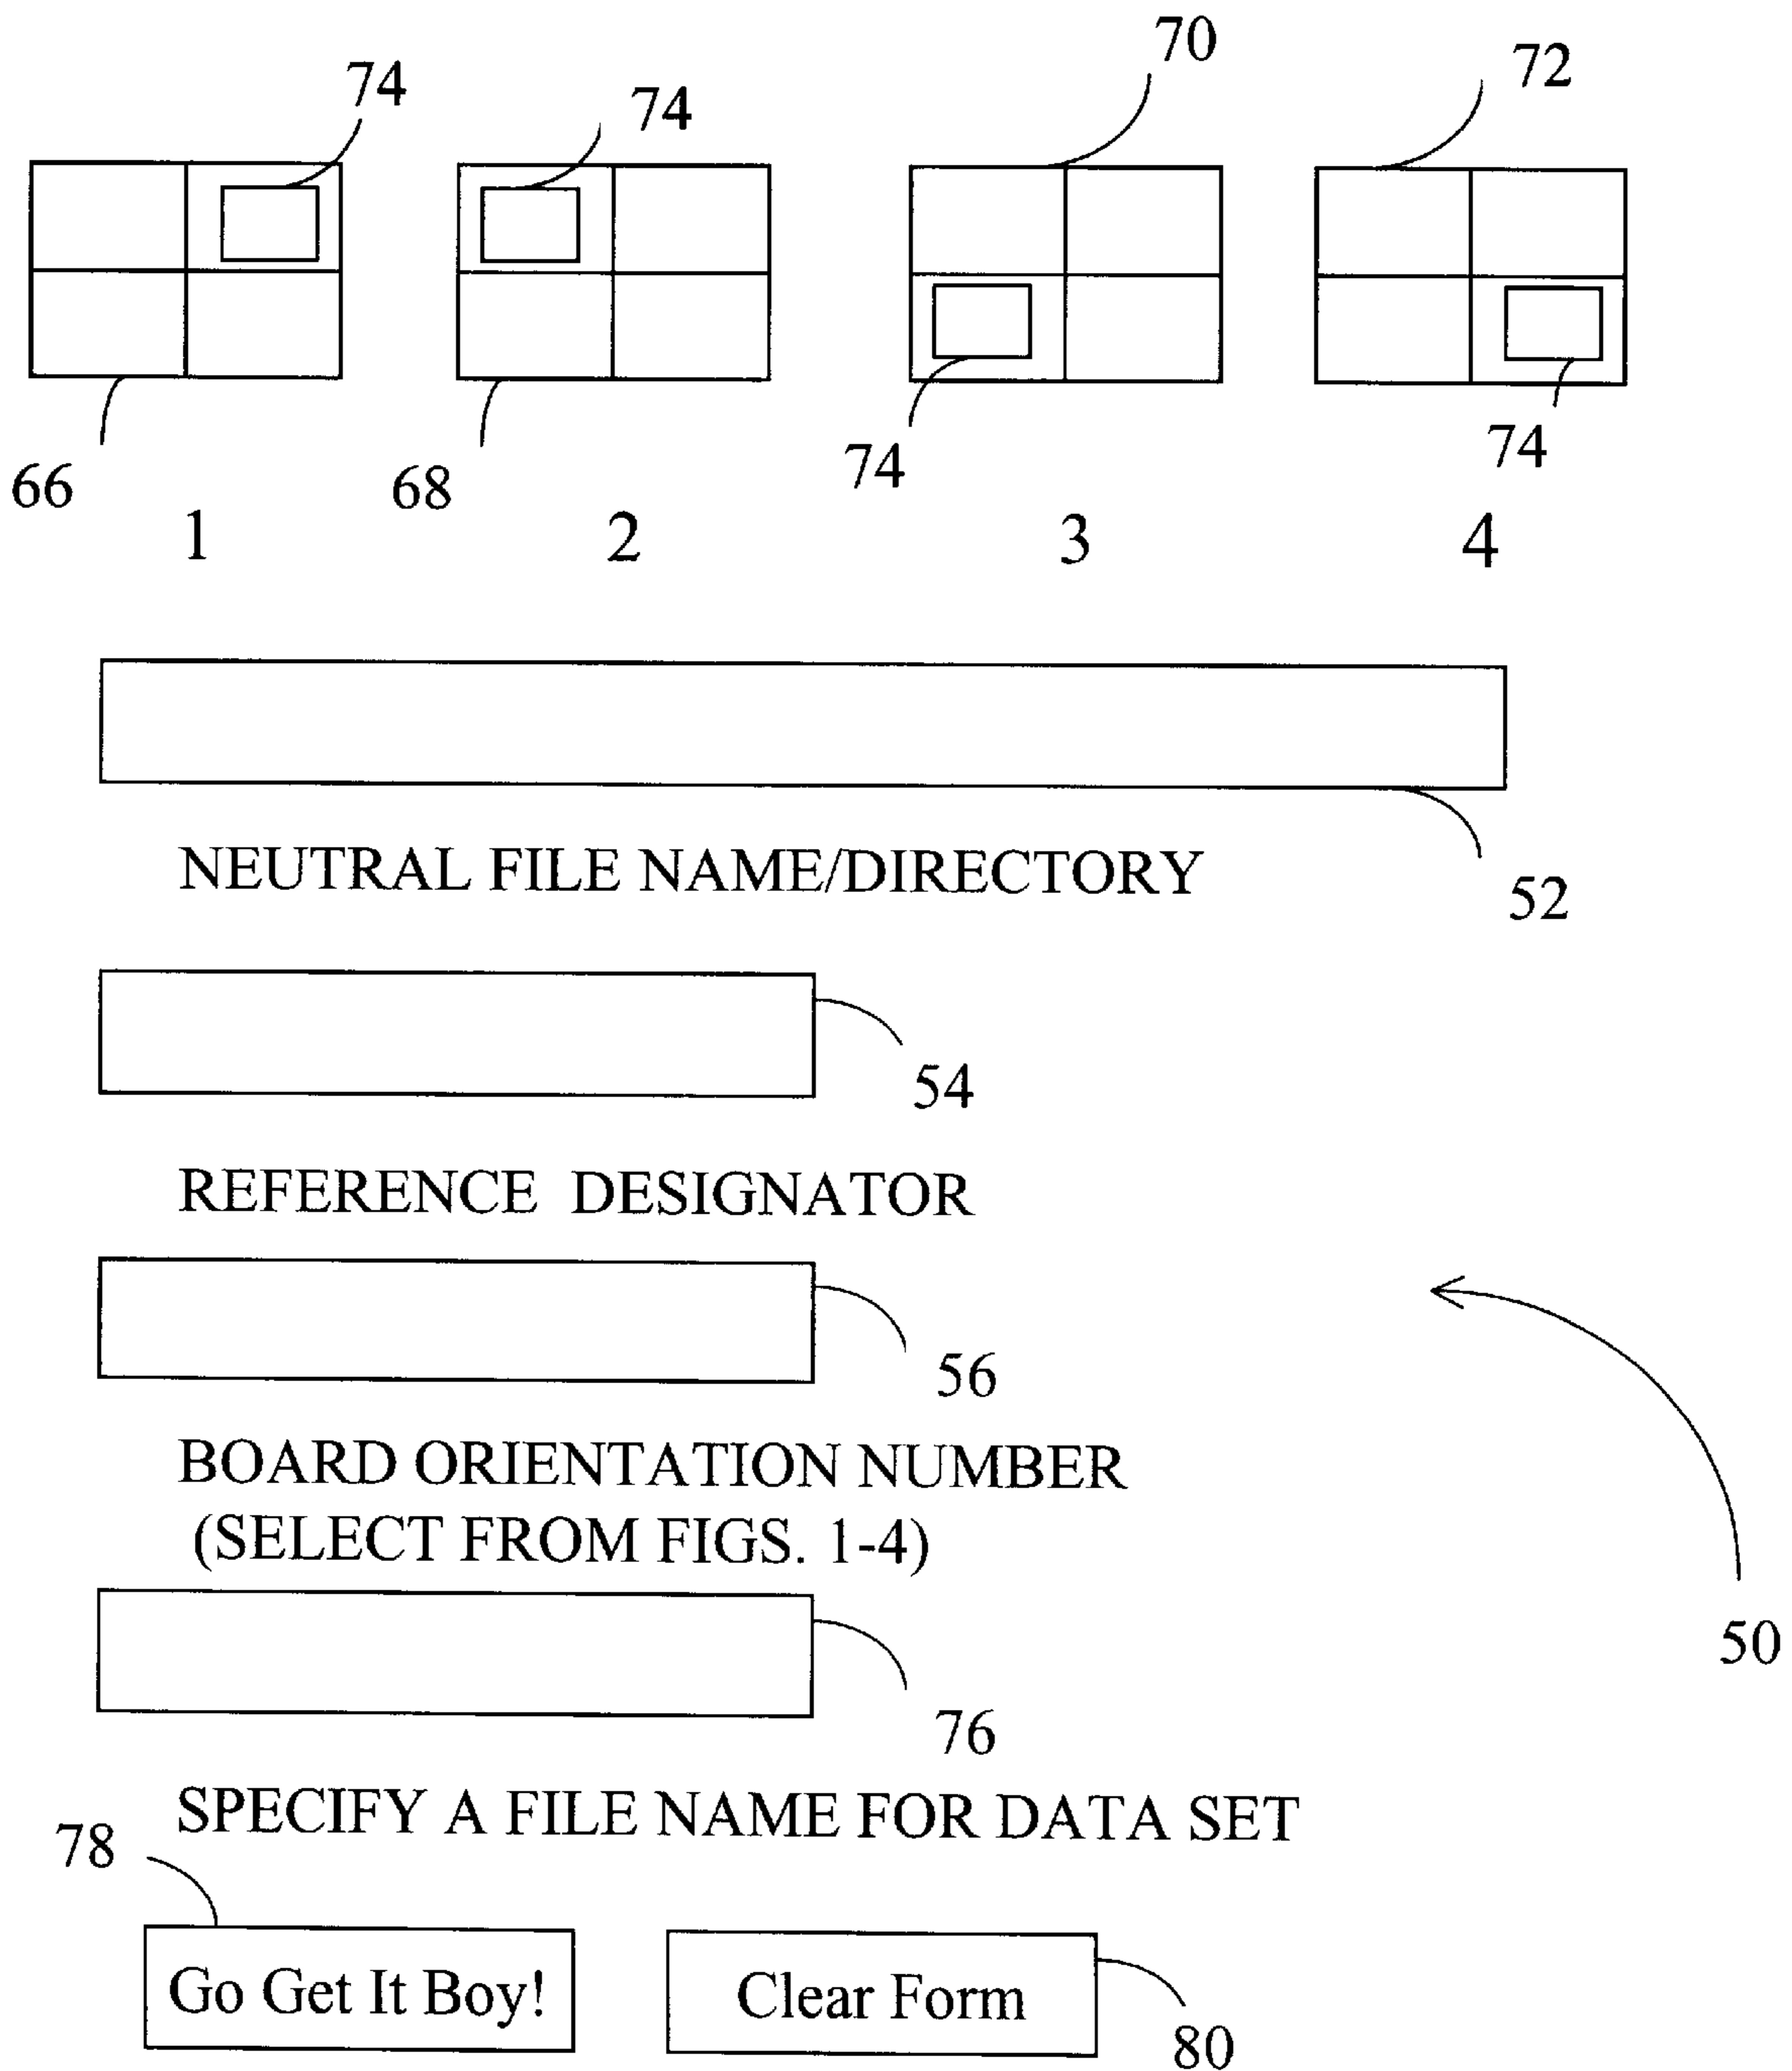 70
72
74
74
74
74
66
68
1
2
3
4
NEUTRAL FILE NAME/DIRECTORY
52
54
REFERENCE DESIGNATOR
56
BOARD ORIENTATION NUMBER
(SELECT FROM FIGS. 1-4)
50
76
SPECIFY A FILE NAME FOR DATA SET
78
Go Get It Boy!
Clear Form
80